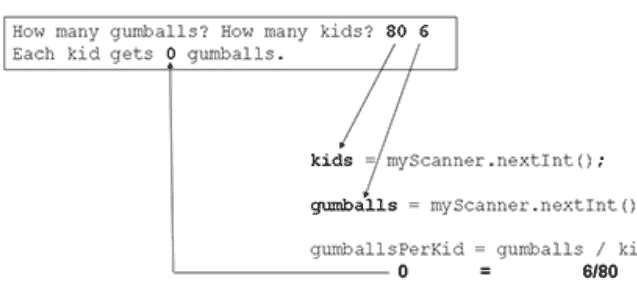 How many gumballs? How many kids? 80 6
Each kid gets 0 gumballs.
kids = myScanner.nextInt();
gumballs = myScanner.nextInt()
gumballsPerKid = gumballs / ki
0 = 6/80